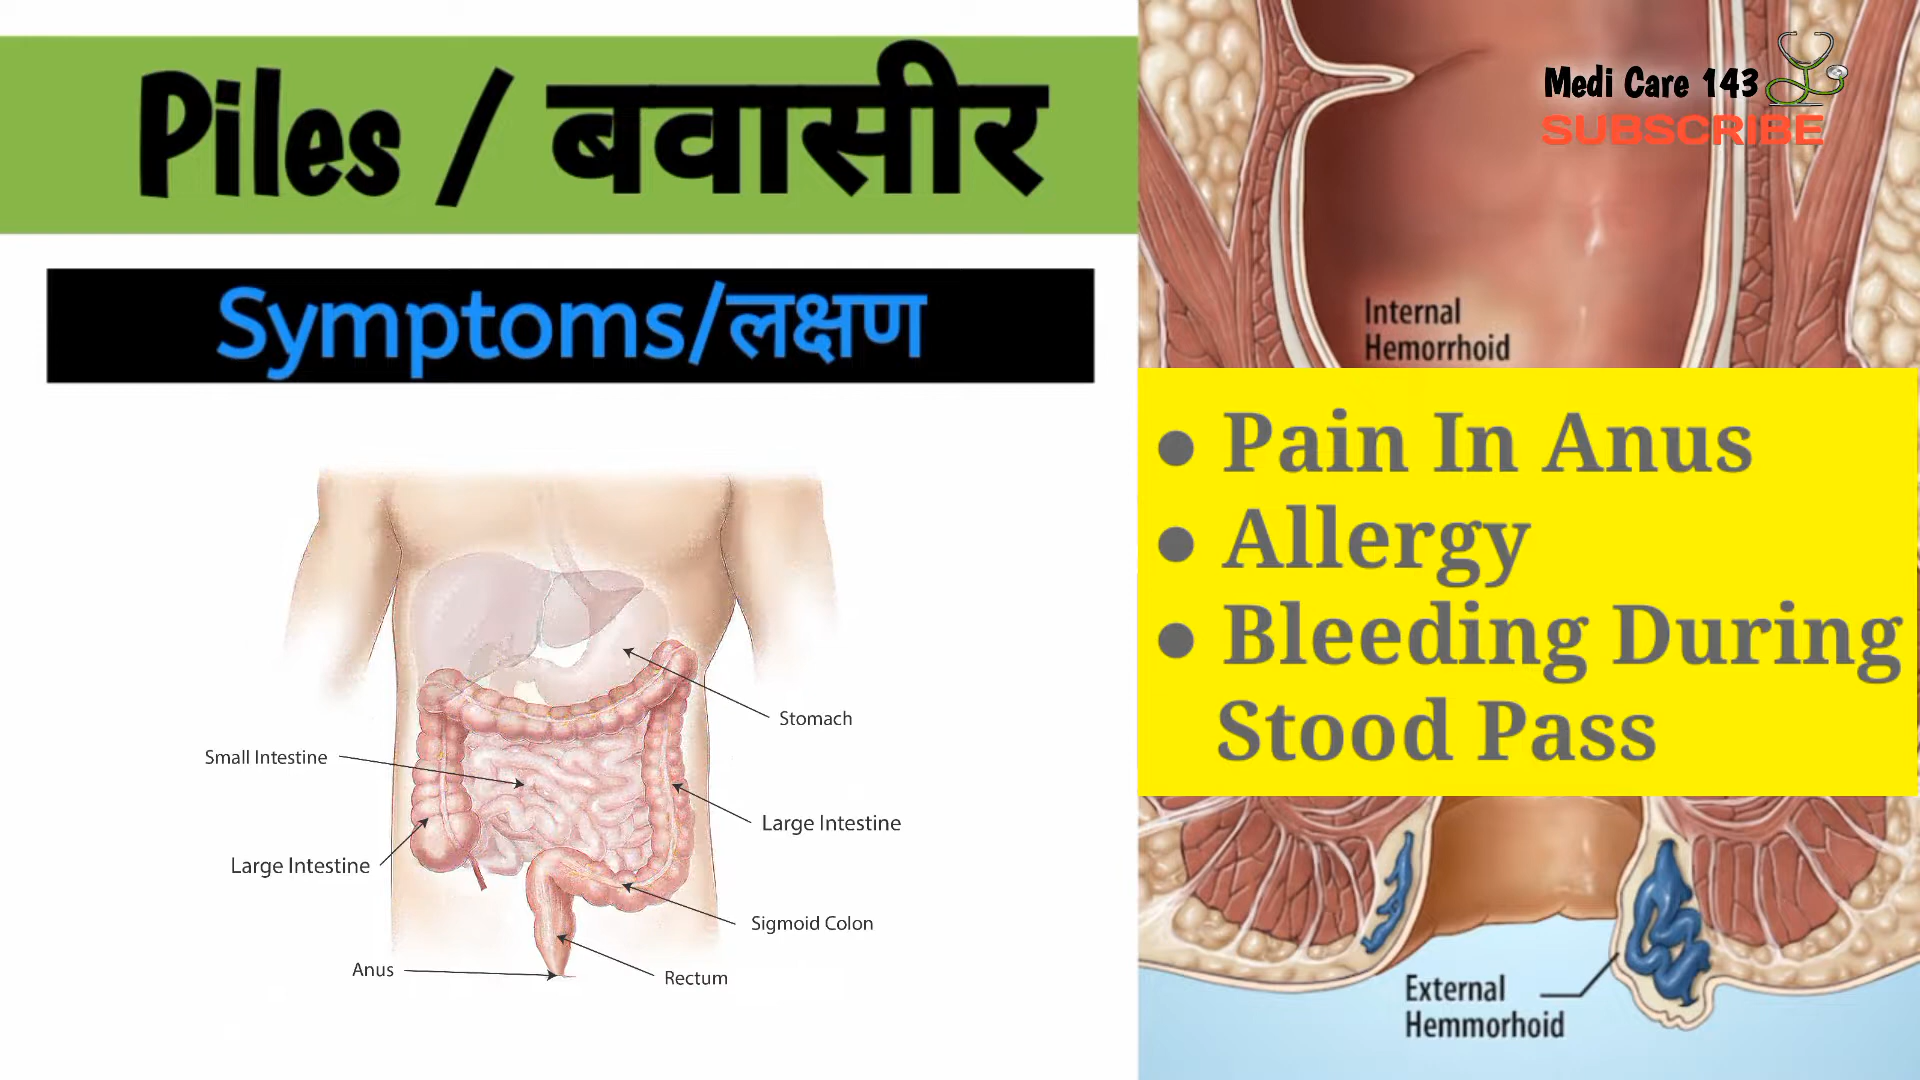 Piles / बवासीर
Symptoms/लक्षण
Stomach
Small Intestine
Large Intestine
Large Intestine
Sigmoid Colon
Anus
Rectum
Medi Care 143
SUBSCRIBE
Internal
Hemorrhoid
● Pain In Anus
● Allergy
● Bleeding During
Stood Pass
External
Hemmorhoid